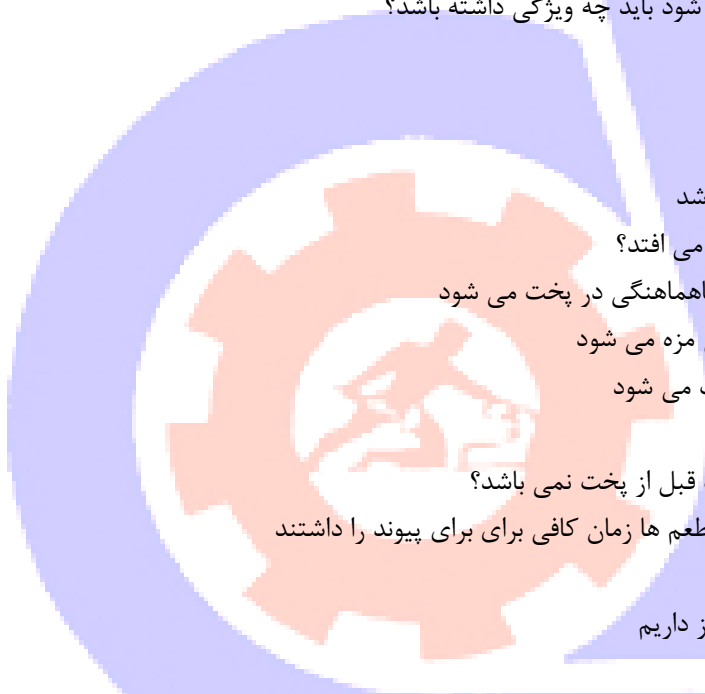 شود باید چه ویژگی داشته باشد؟
شد
می افتد؟
اهماهنگی در پخت می شود
مزه می شود
می شود
قبل از پخت نمی باشد؟
طعم ها زمان کافی برای برای پیوند را داشتند
ز داریم